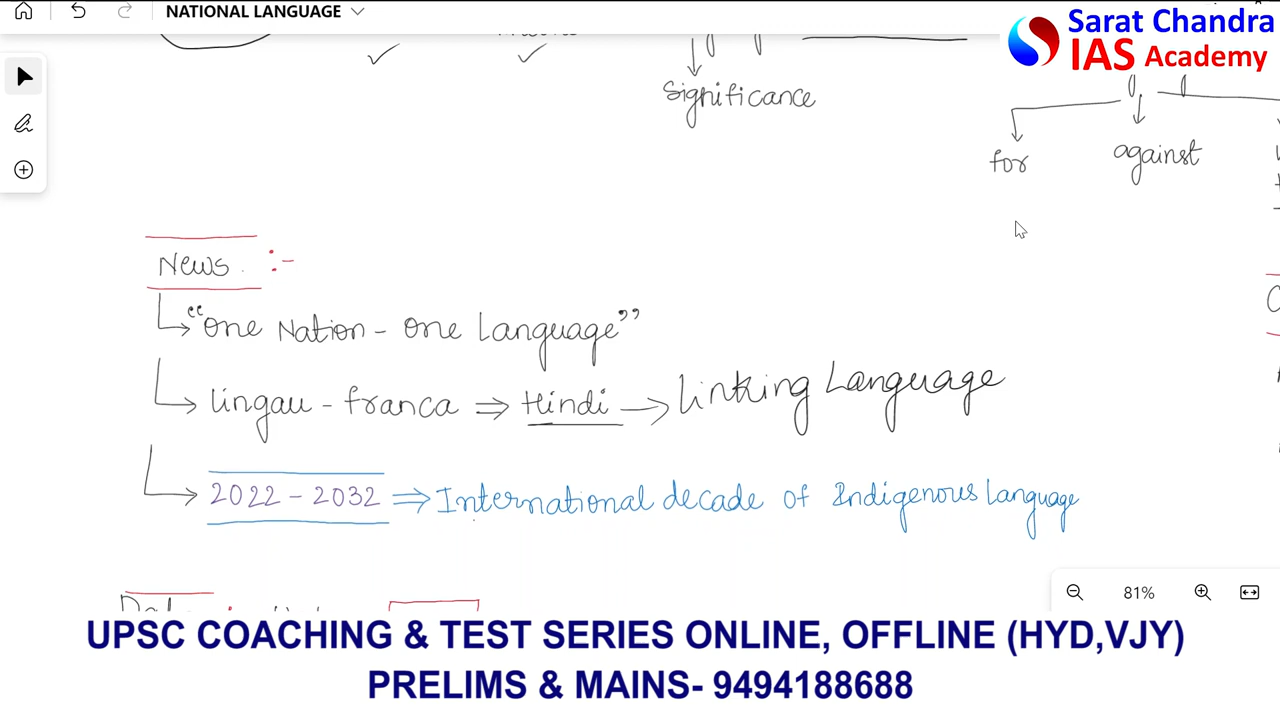 NATIONAL LANGUAGE
Sarat Chandra
IAS Academy
Significance
for
against
News :-
"One Nation - One Language"
lingau - franca ⇒ Hindi → Linking Language
2022 - 2032 ⇒ International decade of Indigenous Language
81%
UPSC COACHING & TEST SERIES ONLINE, OFFLINE (HYD,VJY)
PRELIMS & MAINS- 9494188688